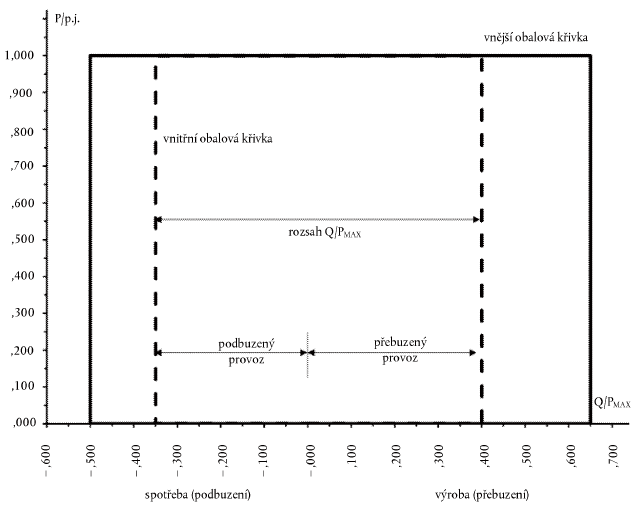 P/p.j.
vnější obalová křivka
1,000
,900
vnitřní obalová křivka
,800
,700
,600
rozsah Q/PMAX
,500
,400
,300
podbuzený provoz
přebuzený provoz
,200
,100
Q/PMAX
,000
–,600
–,500
–,400
–,300
–,200
–,100
–,000
,100
,200
,300
,400
,500
,600
,700
spotřeba (podbuzení)
výroba (přebuzení)